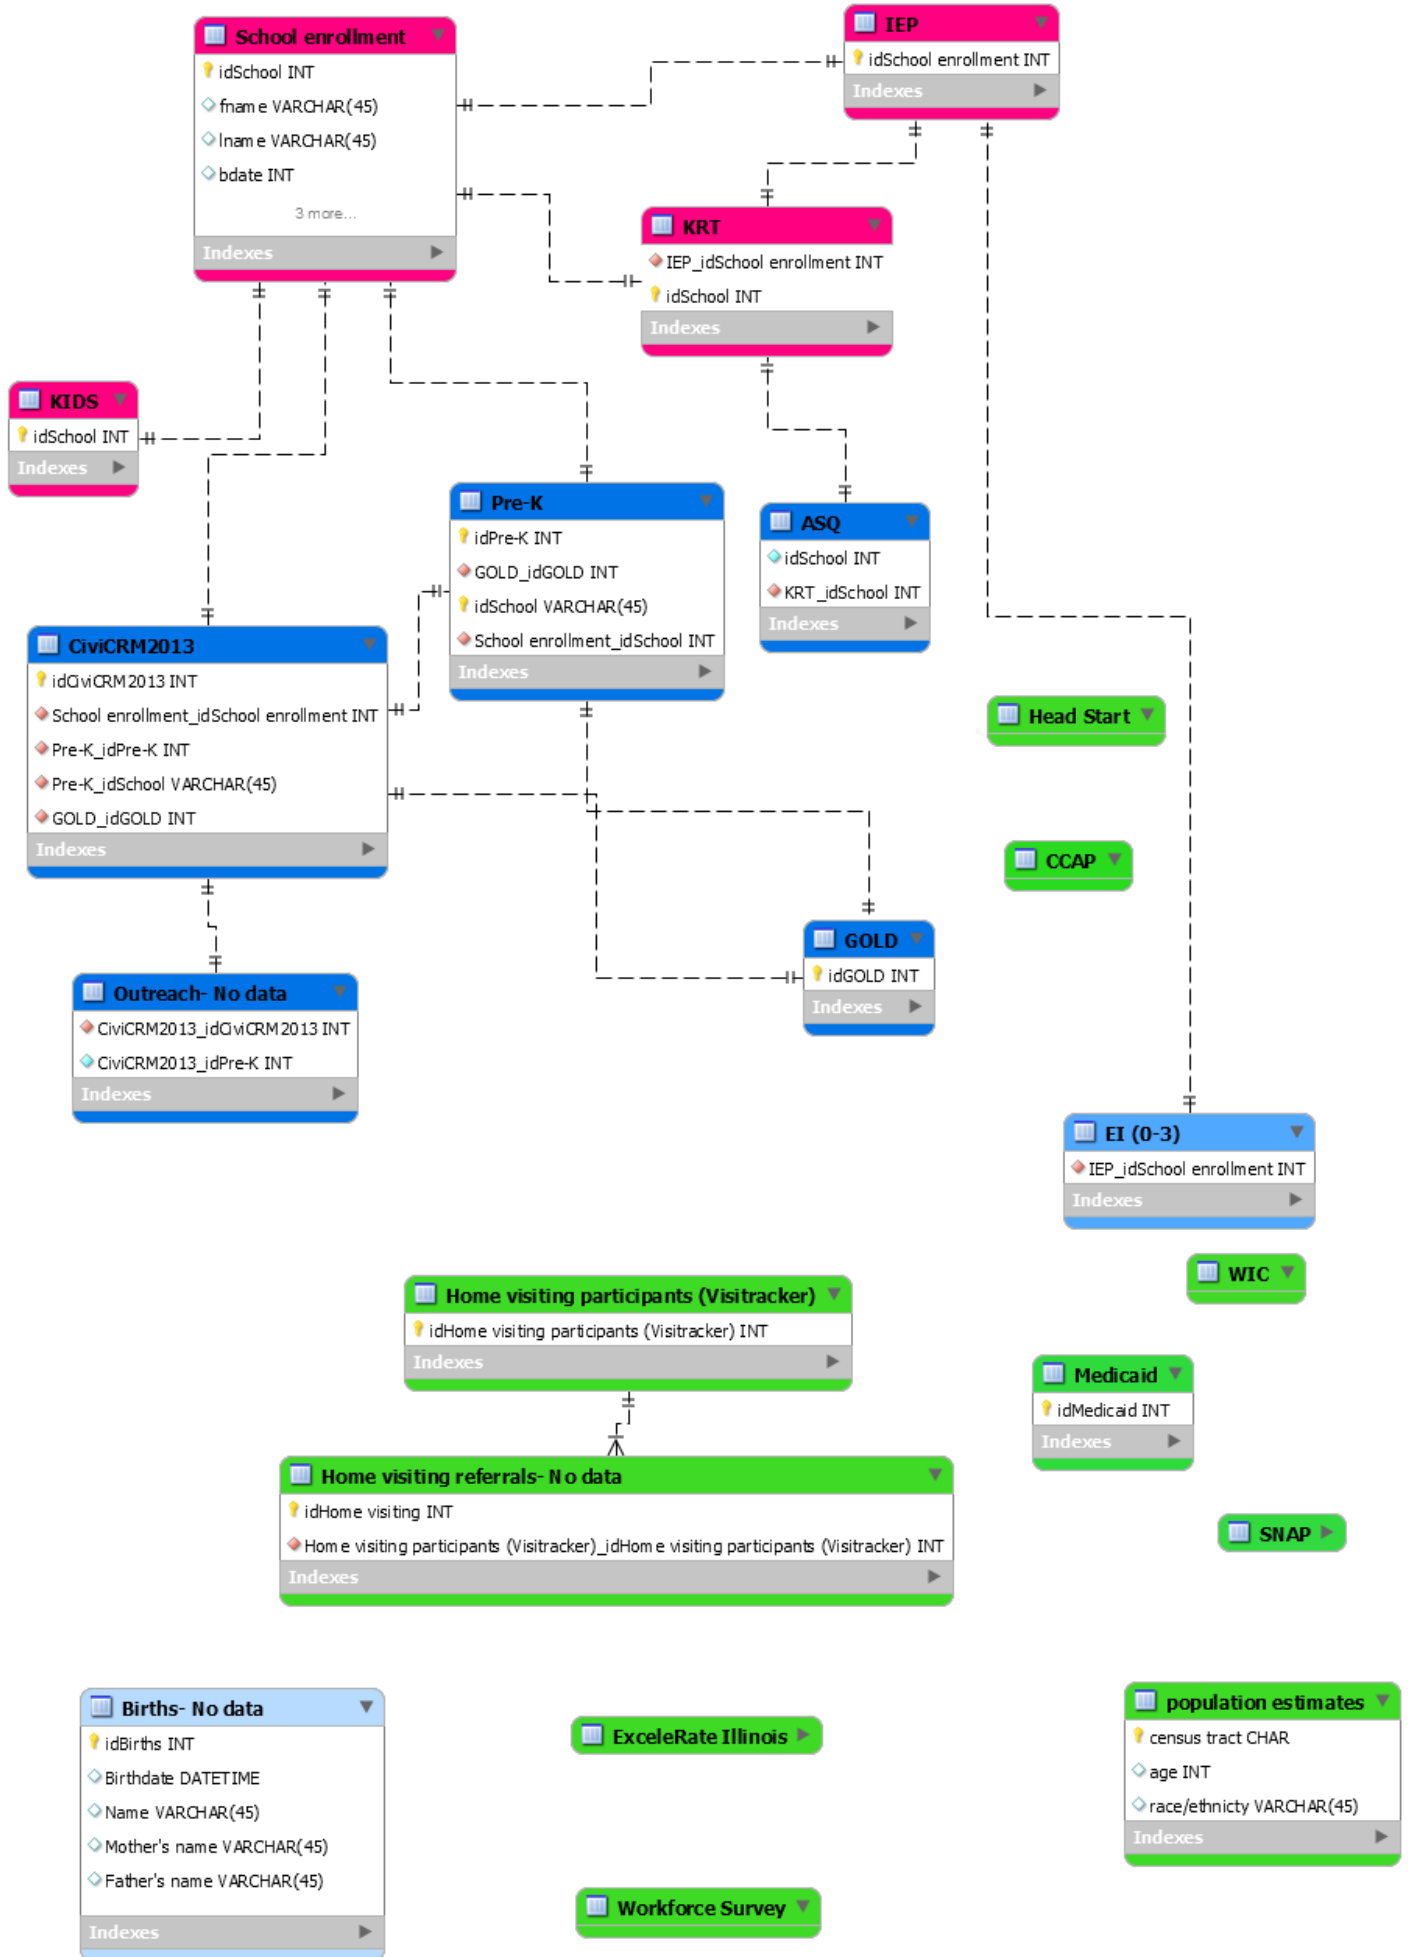 School enrollment
idSchool INT
fname VARCHAR(45)
lname VARCHAR(45)
bdate INT
3 more...
Indexes
IEP
idSchool enrollment INT
Indexes
KRT
IEP_idSchool enrollment INT
idSchool INT
Indexes
KIDS
idSchool INT
Indexes
Pre-K
idPre-K INT
GOLD_idGOLD INT
idSchool VARCHAR(45)
School enrollment_idSchool INT
Indexes
ASQ
idSchool INT
KRT_idSchool INT
Indexes
CiviCRM2013
idCiviCRM2013 INT
School enrollment_idSchool enrollment INT
Pre-K_idPre-K INT
Pre-K_idSchool VARCHAR(45)
GOLD_idGOLD INT
Indexes
Head Start
CCAP
GOLD
idGOLD INT
Indexes
Outreach- No data
CiviCRM2013_idCiviCRM2013 INT
CiviCRM2013_idPre-K INT
Indexes
EI (0-3)
IEP_idSchool enrollment INT
Indexes
WIC
Home visiting participants (Visitracker)
idHome visiting participants (Visitracker) INT
Indexes
Medicaid
idMedicaid INT
Indexes
Home visiting referrals- No data
idHome visiting INT
Home visiting participants (Visitracker)_idHome visiting participants (Visitracker) INT
Indexes
SNAP
Births- No data
idBirths INT
Birthdate DATETIME
Name VARCHAR(45)
Mother's name VARCHAR(45)
Father's name VARCHAR(45)
Indexes
ExceleRate Illinois
population estimates
census tract CHAR
age INT
race/ethnicty VARCHAR(45)
Indexes
Workforce Survey